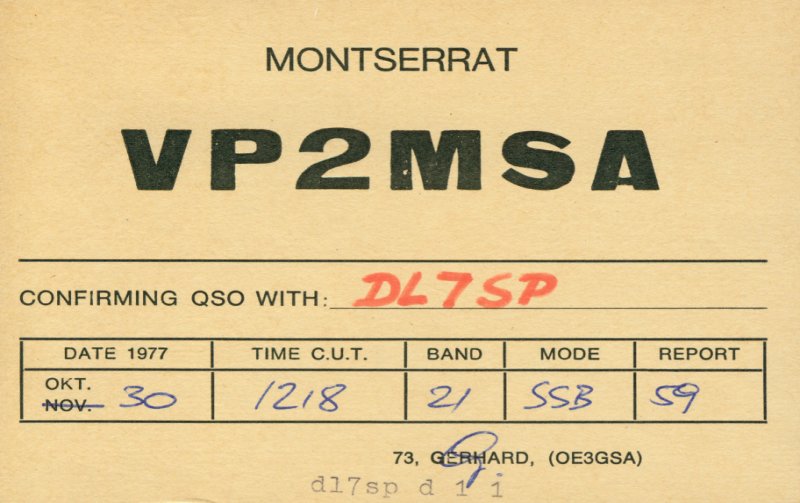 MONTSERRAT
VP2MSA
CONFIRMING QSO WITH: DL7SP
DATE 1977 TIME C.U.T. BAND MODE REPORT
OKT.
NOV. 30 1218 21 SSB 59
73, GERHARD, (OE3GSA)
dl7sp d 1 i